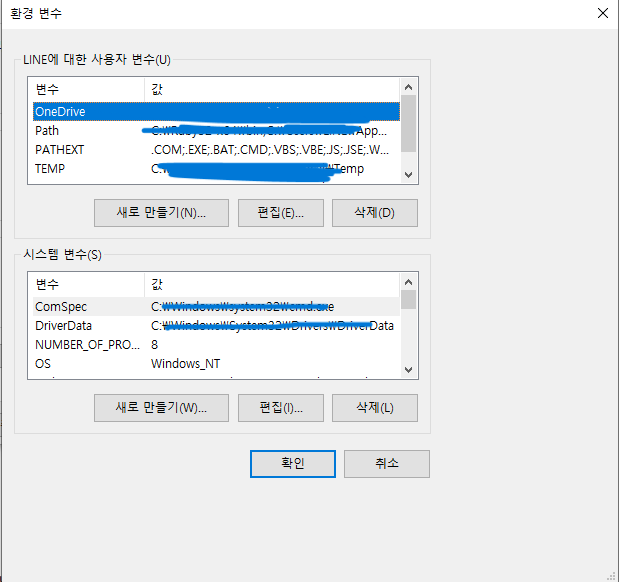 환경 변수
LINE에 대한 사용자 변수(U)
변수 값
OneDrive
Path App...
PATHEXT .COM;.EXE;.BAT;.CMD;.VBS;.VBE;.JS;.JSE;.W...
TEMP C:\ \Temp
새로 만들기(N)... 편집(E)... 삭제(D)
시스템 변수(S)
변수 값
ComSpec C:\Windows\system32\cmd.exe
DriverData C:\Windows\System32\Drivers\DriverData
NUMBER_OF_PRO... 8
OS Windows_NT
새로 만들기(W)... 편집(I)... 삭제(L)
확인 취소